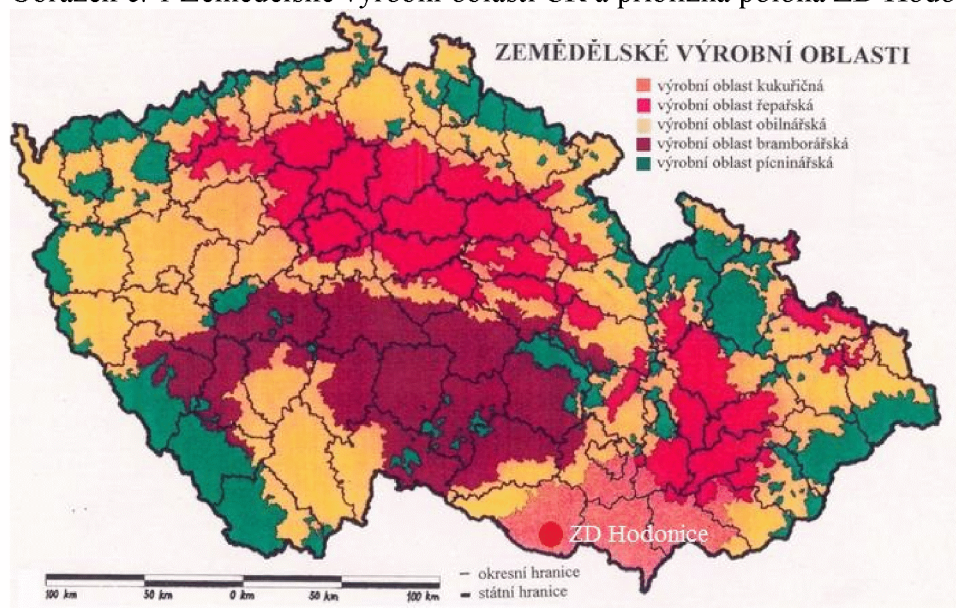 ZEMĚDĚLSKÉ VÝROBNÍ OBLASTI
výrobní oblast kukuřičná
výrobní oblast řepařská
výrobní oblast obilnářská
výrobní oblast bramborářská
výrobní oblast pícninářská
ZD Hodonice
okresní hranice
státní hranice
100 km 50 km 0 km 50 km 100 km